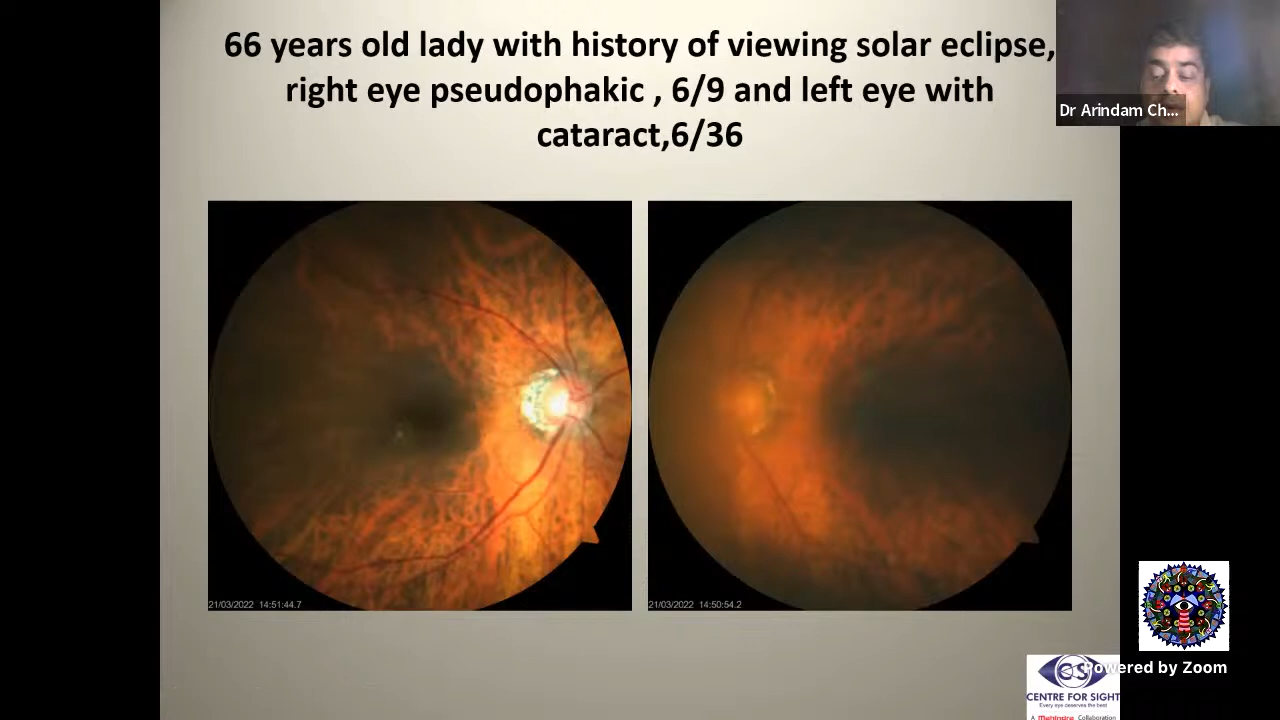 66 years old lady with history of viewing solar eclipse,
right eye pseudophakic , 6/9 and left eye with
cataract,6/36
Dr Arindam Ch...
21/03/2022 14:51:44.7
21/03/2022 14:50:54.2
Powered by Zoom
CENTRE FOR SIGHT
Every eye deserves the best
A Mahindra Collaboration